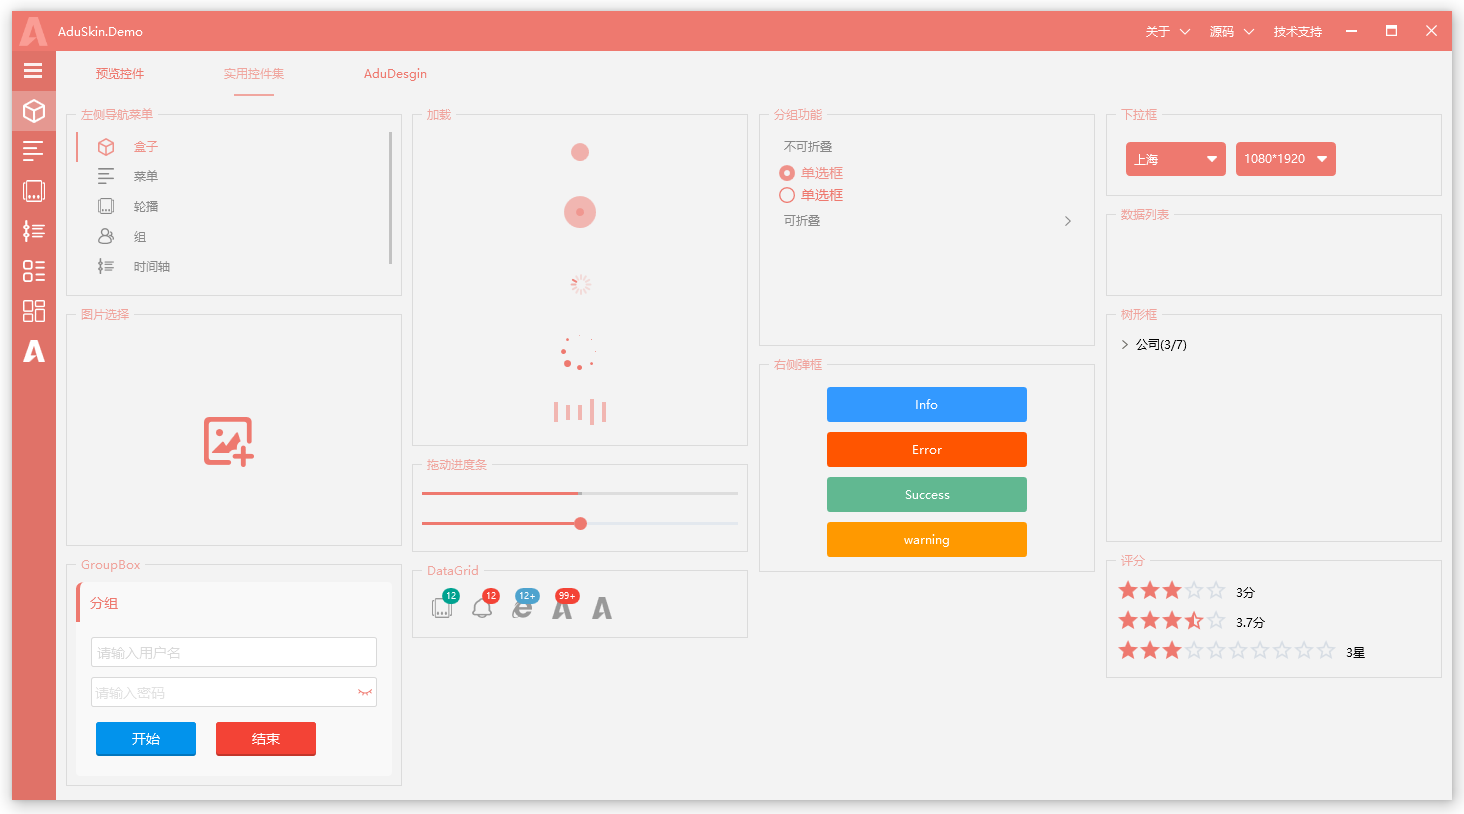 AduSkin.Demo
关于
源码
技术支持
预览控件
实用控件集
AduDesgin
左侧导航菜单
盒子
菜单
轮播
组
时间轴
图片选择
GroupBox
分组
请输入用户名
请输入密码
开始
结束
加载
拖动进度条
DataGrid
12
12
12+
99+
分组功能
不可折叠
单选框
单选框
可折叠
右侧弹框
Info
Error
Success
warning
下拉框
上海
1080*1920
数据列表
树形框
公司(3/7)
评分
3分
3.7分
3星